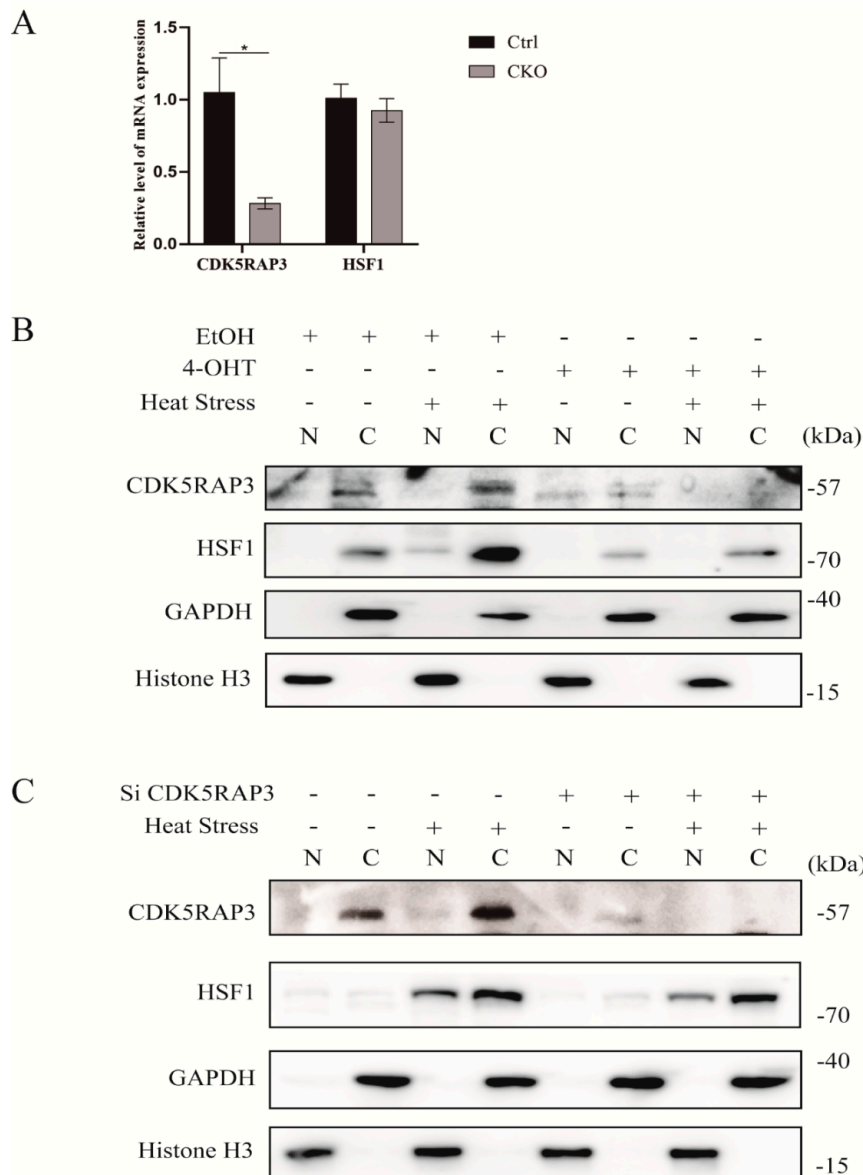 A
Relative level of mRNA expression
1.5
1.0
0.5
0.0
*
Ctrl
CKO
CDK5RAP3 HSF1
B
EtOH + + + + - - - -
4-OHT - - - - + + + +
Heat Stress - - + + - - + +
N C N C N C N C (kDa)
CDK5RAP3 -57
HSF1 -70
GAPDH -40
Histone H3 -15
C
Si CDK5RAP3 - - - - + + + +
Heat Stress - - + + - - + +
N C N C N C N C (kDa)
CDK5RAP3 -57
HSF1 -70
GAPDH -40
Histone H3 -15